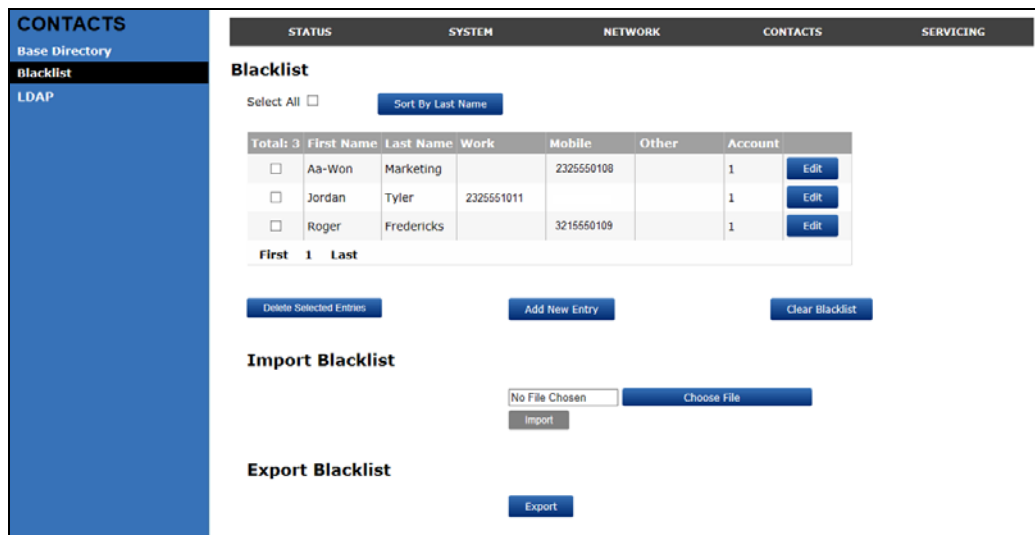 CONTACTS
Base Directory
Blacklist
LDAP
STATUS SYSTEM NETWORK CONTACTS SERVICING
Blacklist
Select All Sort By Last Name
Total: 3 First Name Last Name Work Mobile Other Account
Aa-Won Marketing 2325550108 1 Edit
Jordan Tyler 2325551011 1 Edit
Roger Fredericks 3215550109 1 Edit
First 1 Last
Delete Selected Entries Add New Entry Clear Blacklist
Import Blacklist
No File Chosen Choose File
Import
Export Blacklist
Export